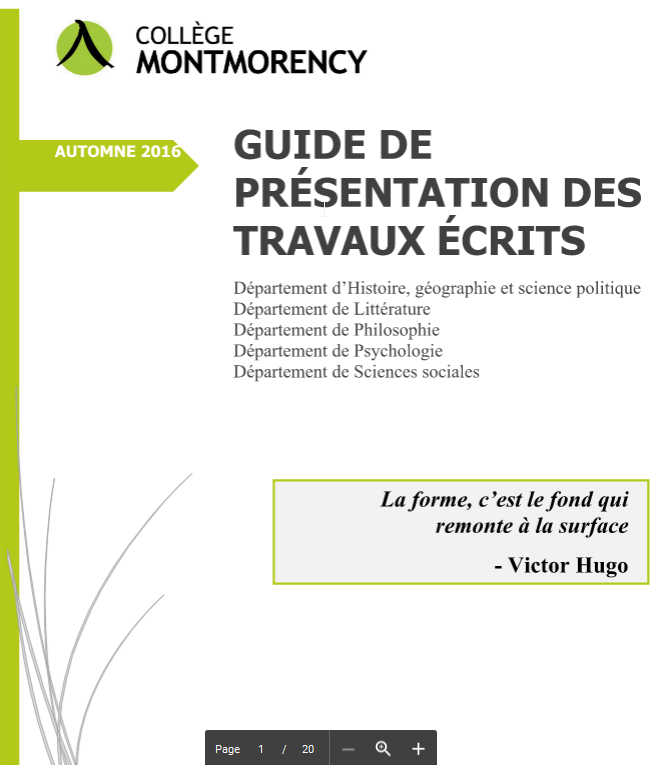 COLLÈGE
MONTMORENCY
AUTOMNE 2016
GUIDE DE
PRÉSENTATION DES
TRAVAUX ÉCRITS
Département d’Histoire, géographie et science politique
Département de Littérature
Département de Philosophie
Département de Psychologie
Département de Sciences sociales
La forme, c’est le fond qui
remonte à la surface
- Victor Hugo
Page 1 / 20